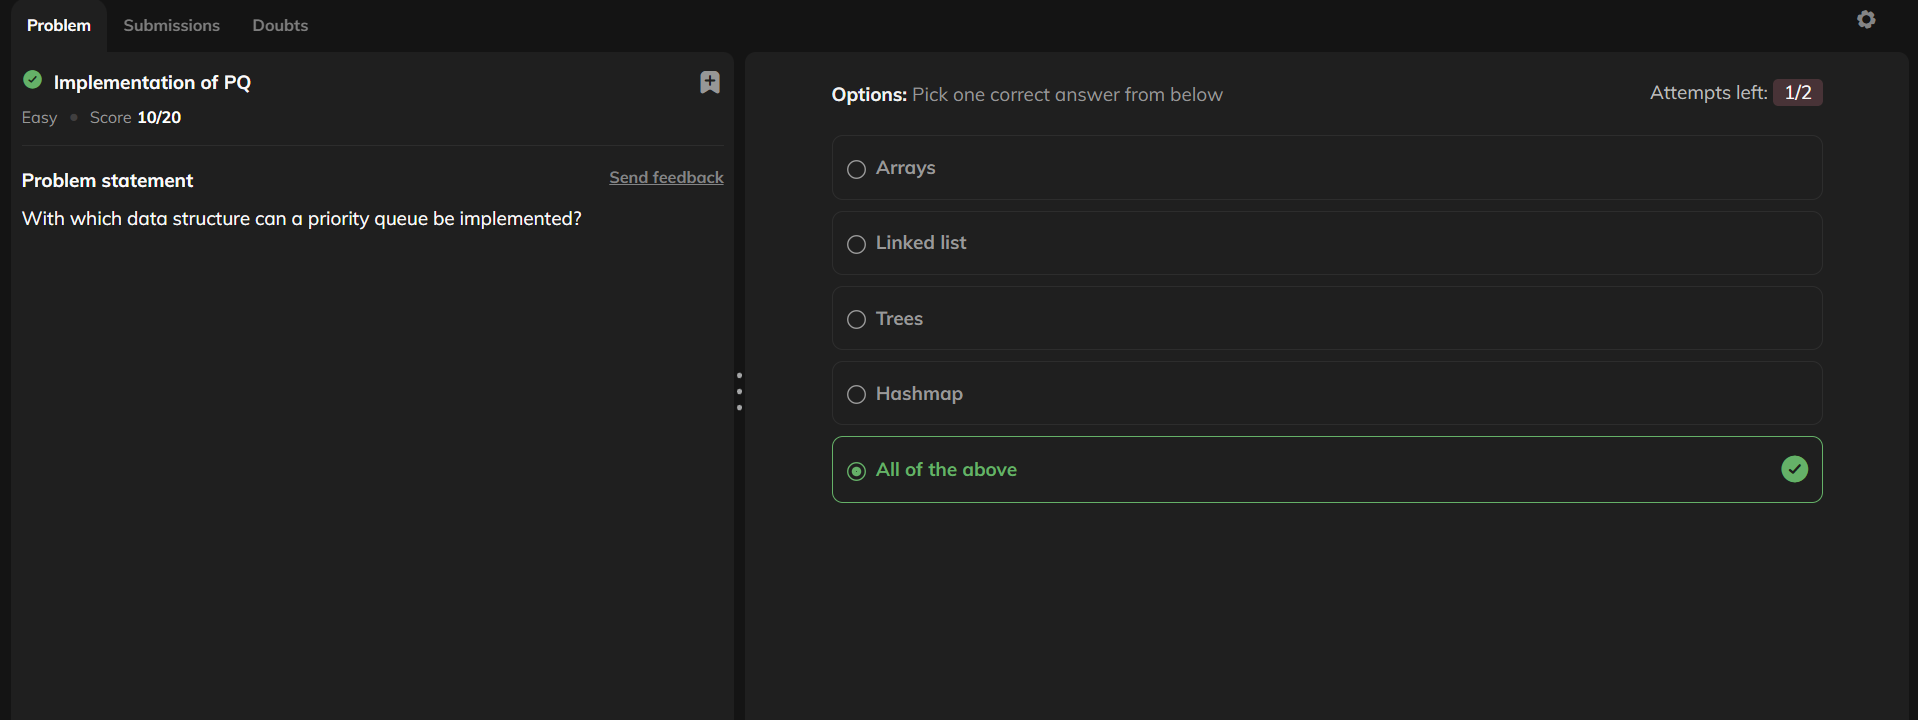 Problem
Submissions
Doubts
Implementation of PQ
Easy • Score 10/20
Problem statement
Send feedback
With which data structure can a priority queue be implemented?
Options: Pick one correct answer from below
Attempts left: 1/2
Arrays
Linked list
Trees
Hashmap
All of the above